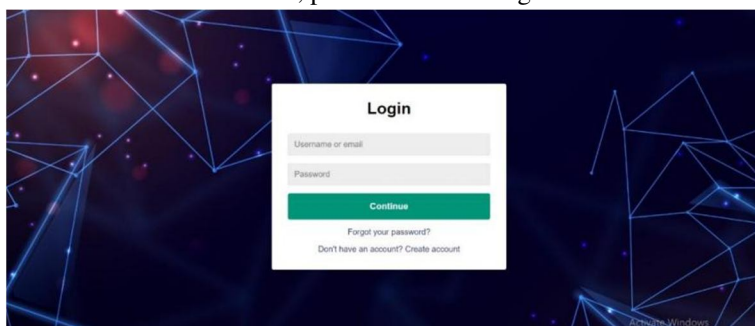 Login
Username or email
Password
Continue
Forgot your password?
Don't have an account? Create account
Activate Windows